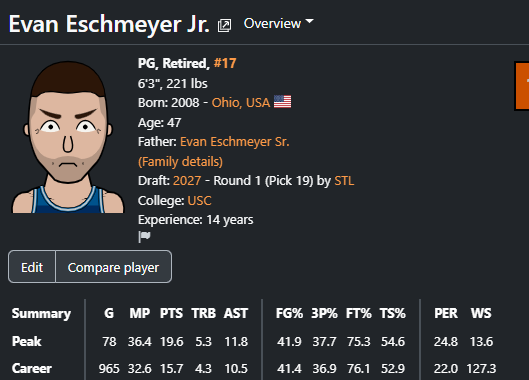 Evan Eschmeyer Jr. Overview
PG, Retired, #17
6'3", 221 lbs
Born: 2008 - Ohio, USA
Age: 47
Father: Evan Eschmeyer Sr.
(Family details)
Draft: 2027 - Round 1 (Pick 19) by STL
College: USC
Experience: 14 years
Edit Compare player
Summary G MP PTS TRB AST FG% 3P% FT% TS% PER WS
Peak 78 36.4 19.6 5.3 11.8 41.9 37.7 75.3 54.6 24.8 13.6
Career 965 32.6 15.7 4.3 10.5 41.4 36.9 76.1 52.9 22.0 127.3